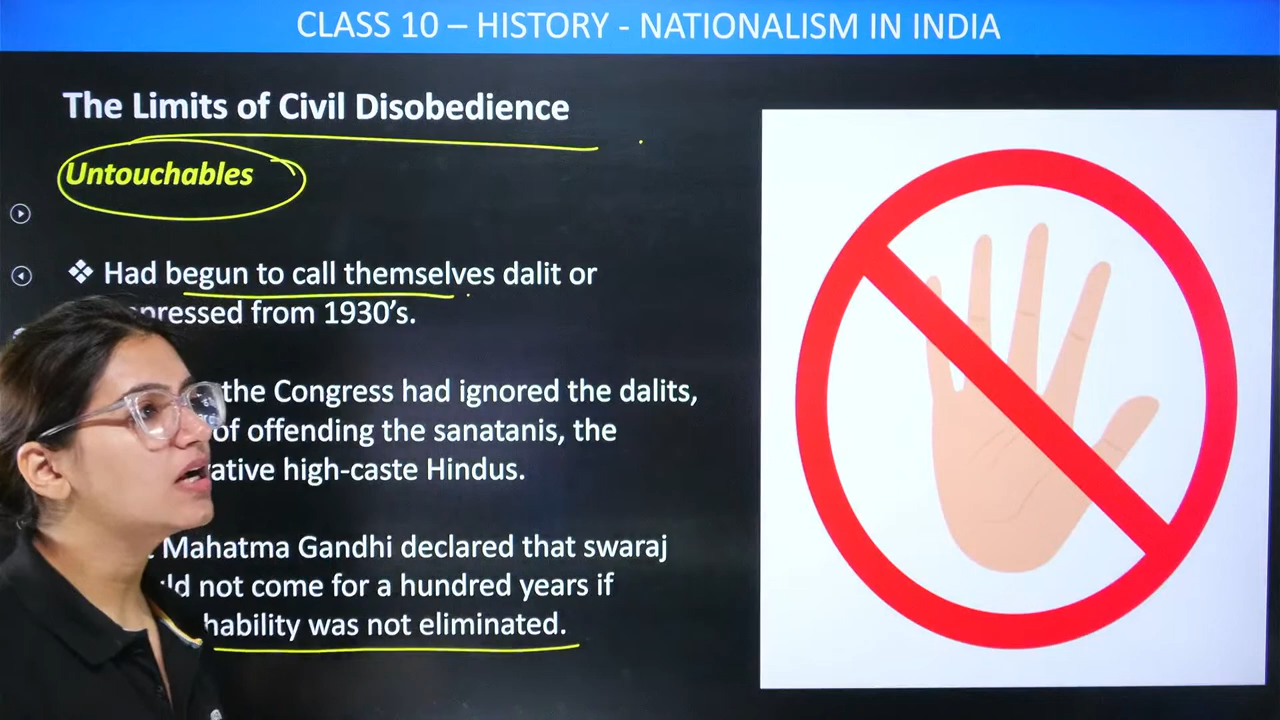 CLASS 10 – HISTORY - NATIONALISM IN INDIA
The Limits of Civil Disobedience
Untouchables
❖ Had begun to call themselves dalit or
pressed from 1930’s.
the Congress had ignored the dalits,
of offending the sanatanis, the
ative high-caste Hindus.
Mahatma Gandhi declared that swaraj
ld not come for a hundred years if
hability was not eliminated.